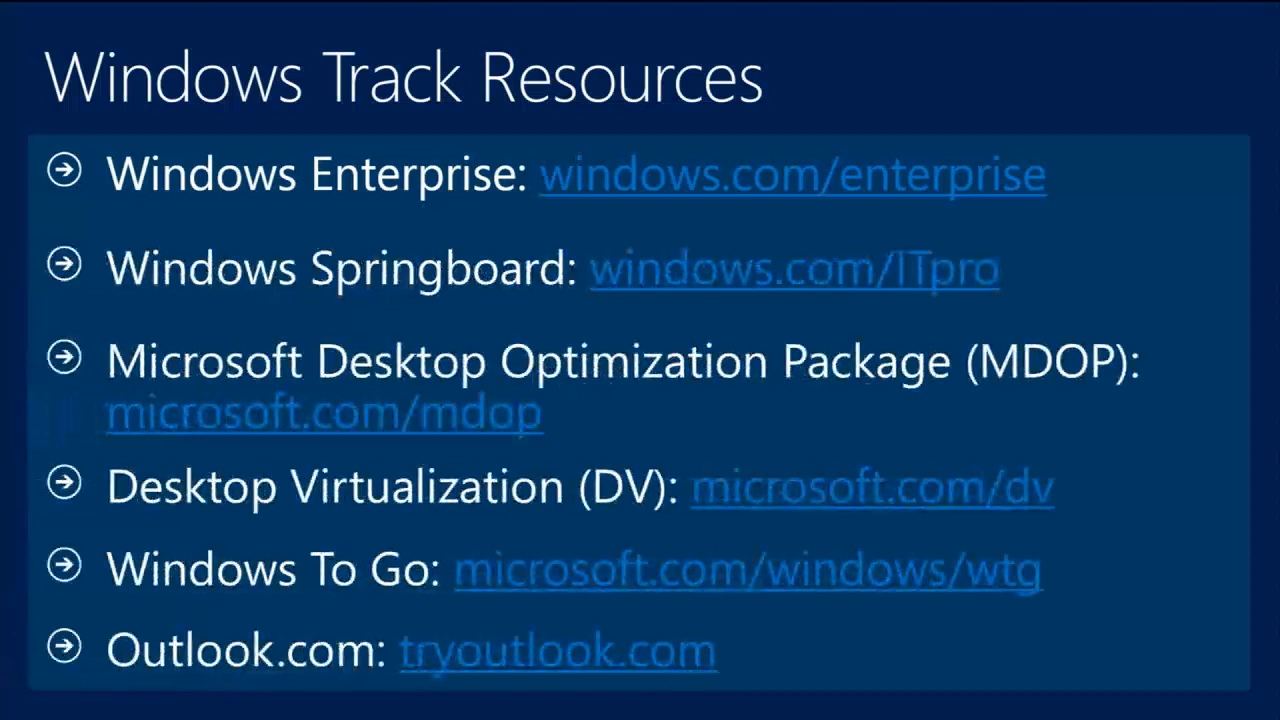 Windows Track Resources
Windows Enterprise: windows.com/enterprise
Windows Springboard: windows.com/ITpro
Microsoft Desktop Optimization Package (MDOP):
microsoft.com/mdop
Desktop Virtualization (DV): microsoft.com/dv
Windows To Go: microsoft.com/windows/wtg
Outlook.com: tryoutlook.com